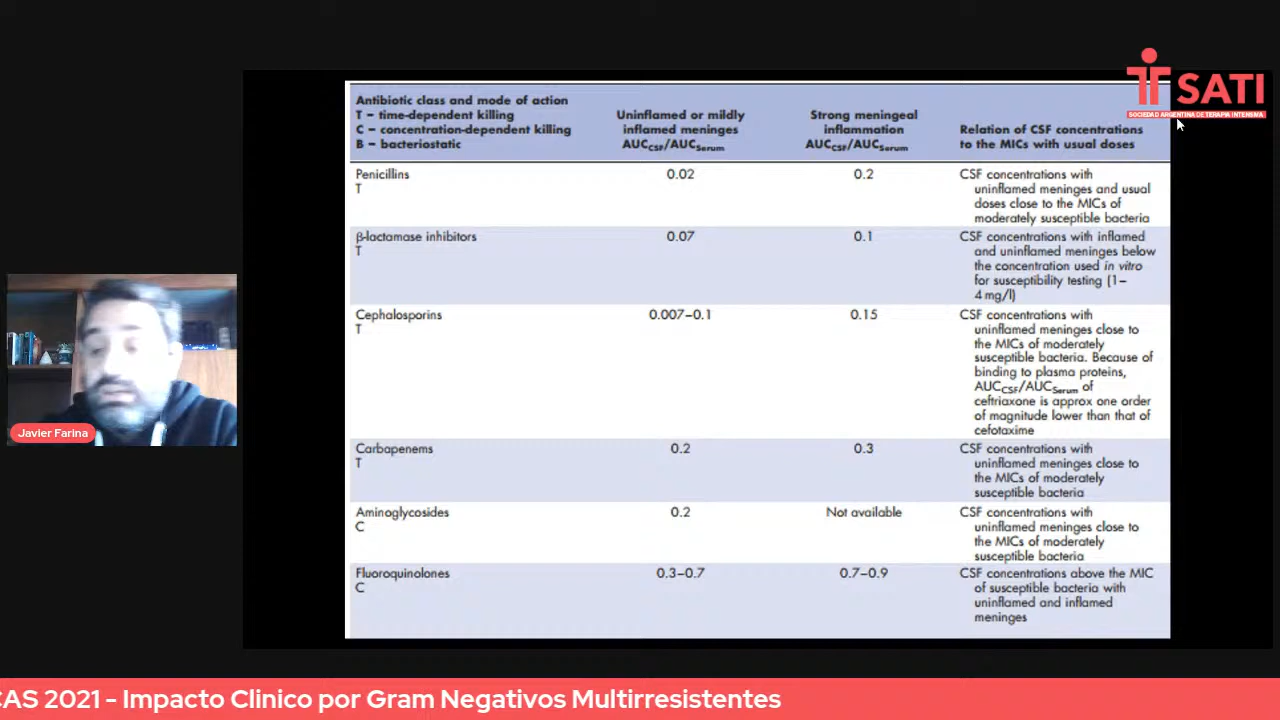 SATI
SOCIEDAD ARGENTINA DE TERAPIA INTENSIVA
Antibiotic class and mode of action
T – time-dependent killing
C – concentration-dependent killing
B – bacteriostatic
Uninflamed or mildly
inflamed meninges
AUCCSF/AUCSerum
Strong meningeal
inflammation
AUCCSF/AUCSerum
Relation of CSF concentrations
to the MICs with usual doses
Penicillins
T
0.02
0.2
CSF concentrations with
uninflamed meninges and usual
doses close to the MICs of
moderately susceptible bacteria
β-lactamase inhibitors
T
0.07
0.1
CSF concentrations with inflamed
and uninflamed meninges below
the concentration used in vitro
for susceptibility testing (1–
4 mg/l)
Cephalosporins
T
0.007–0.1
0.15
CSF concentrations with
uninflamed meninges close to
the MICs of moderately
susceptible bacteria. Because of
binding to plasma proteins,
AUCCSF/AUCSerum of
ceftriaxone is approx one order
of magnitude lower than that of
cefotaxime
Carbapenems
T
0.2
0.3
CSF concentrations with
uninflamed meninges close to
the MICs of moderately
susceptible bacteria
Aminoglycosides
C
0.2
Not available
CSF concentrations with
uninflamed meninges close to
the MICs of moderately
susceptible bacteria
Fluoroquinolones
C
0.3–0.7
0.7–0.9
CSF concentrations above the MIC
of susceptible bacteria with
uninflamed and inflamed
meninges
Javier Farina
CAS 2021 - Impacto Clinico por Gram Negativos Multirresistentes